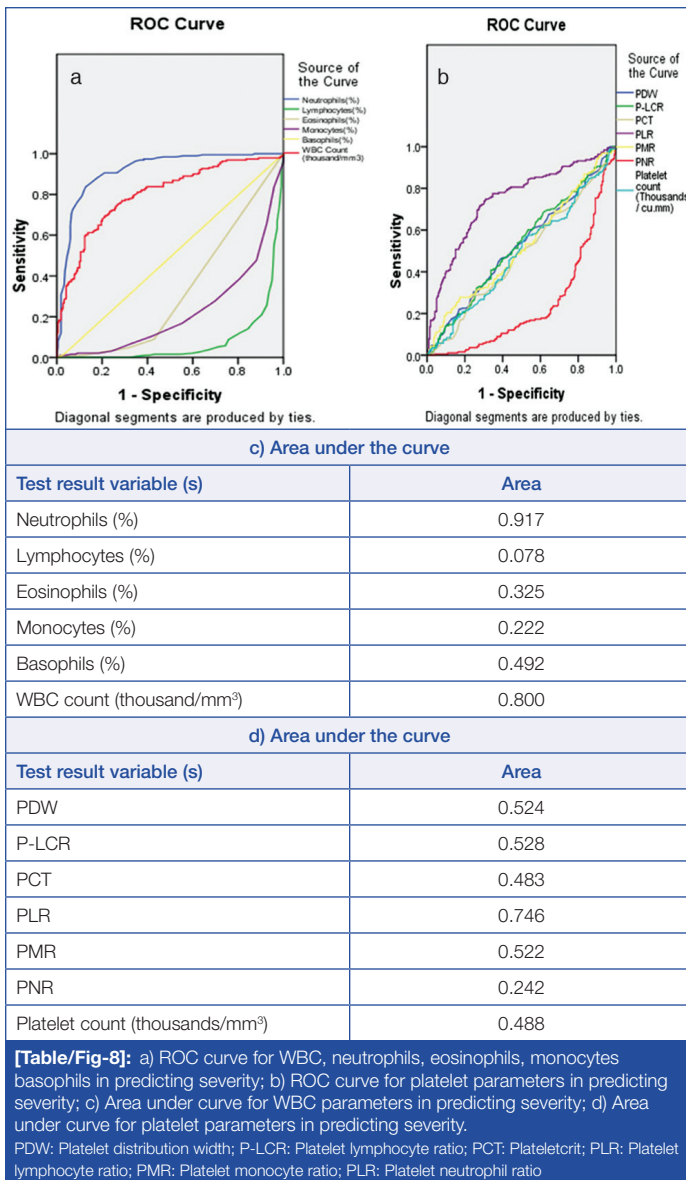 ROC Curve
a
Source of
the Curve
Neutrophils(%)
Lymphocytes(%)
Eosinophils(%)
Monocytes(%)
Basophils(%)
WBC Count
(thousand/mm3)
Sensitivity
1.0
0.8
0.6
0.4
0.2
0.0
0.0 0.2 0.4 0.6 0.8 1.0
1 - Specificity
Diagonal segments are produced by ties.
ROC Curve
b
Source of
the Curve
PDW
P-LCR
PCT
PLR
PMR
PNR
Platelet
count
(Thousands
/ cu.mm)
Sensitivity
1.0
0.8
0.6
0.4
0.2
0.0
0.0 0.2 0.4 0.6 0.8 1.0
1 - Specificity
Diagonal segments are produced by ties.
c) Area under the curve
Test result variable (s) Area
Neutrophils (%) 0.917
Lymphocytes (%) 0.078
Eosinophils (%) 0.325
Monocytes (%) 0.222
Basophils (%) 0.492
WBC count (thousand/mm³) 0.800
d) Area under the curve
Test result variable (s) Area
PDW 0.524
P-LCR 0.528
PCT 0.483
PLR 0.746
PMR 0.522
PNR 0.242
Platelet count (thousands/mm³) 0.488
[Table/Fig-8]: a) ROC curve for WBC, neutrophils, eosinophils, monocytes
basophils in predicting severity; b) ROC curve for platelet parameters in predicting
severity; c) Area under curve for WBC parameters in predicting severity; d) Area
under curve for platelet parameters in predicting severity.
PDW: Platelet distribution width; P-LCR: Platelet lymphocyte ratio; PCT: Plateletcrit; PLR: Platelet
lymphocyte ratio; PMR: Platelet monocyte ratio; PLR: Platelet neutrophil ratio